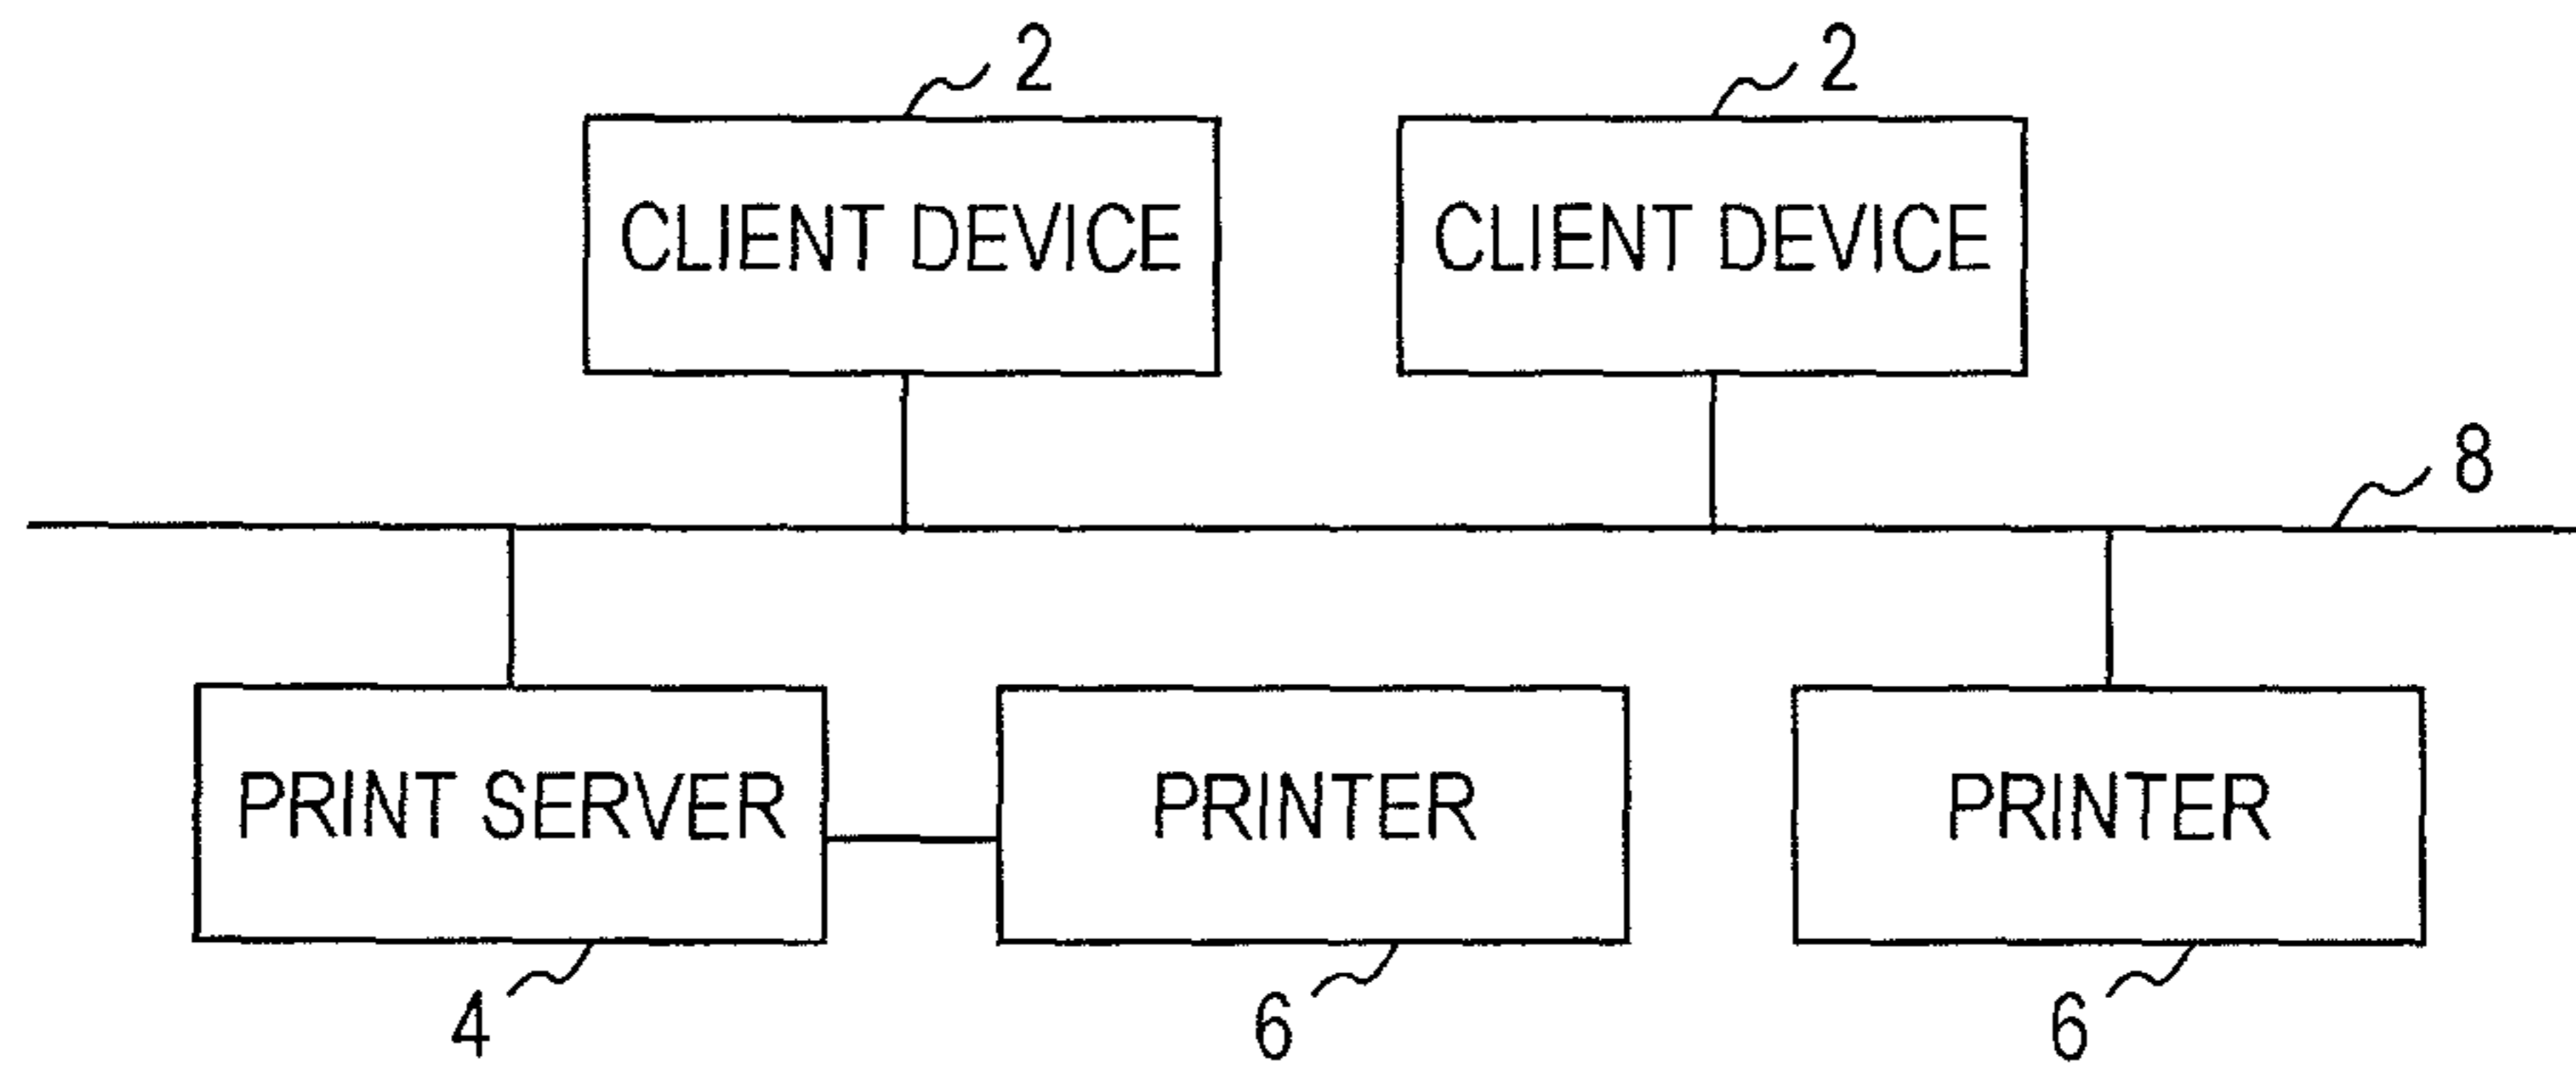 2 2
CLIENT DEVICE CLIENT DEVICE
8
PRINT SERVER PRINTER PRINTER
4 6 6